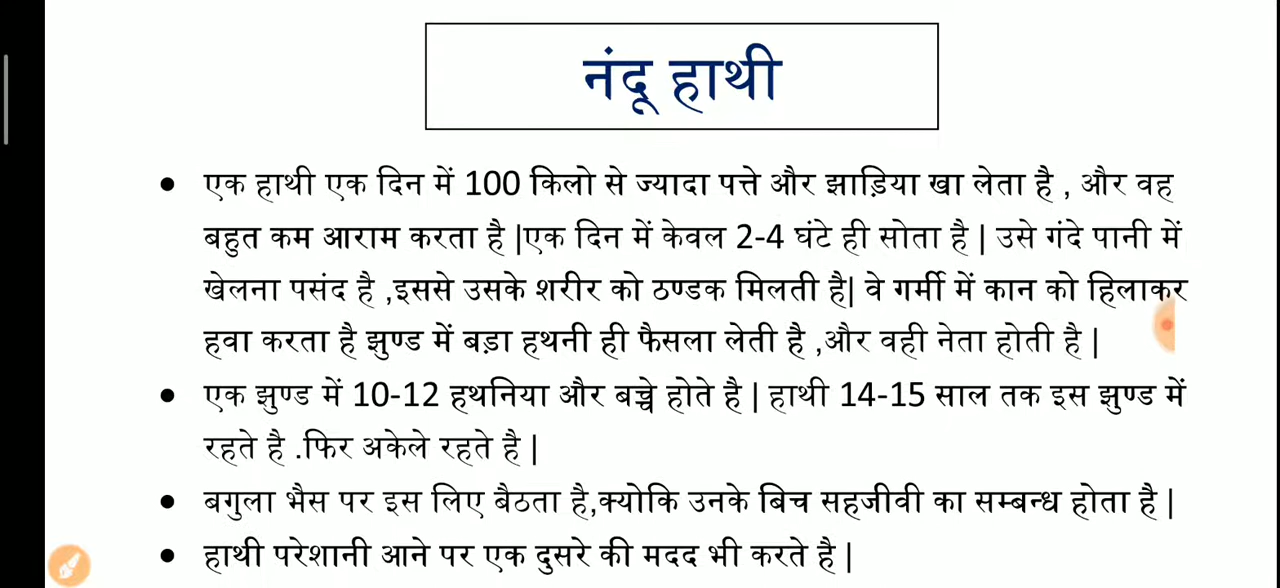 नंदू हाथी
• एक हाथी एक दिन में 100 किलो से ज्यादा पत्ते और झाड़िया खा लेता है , और वह
बहुत कम आराम करता है |एक दिन में केवल 2-4 घंटे ही सोता है | उसे गंदे पानी में
खेलना पसंद है ,इससे उसके शरीर को ठण्डक मिलती है| वे गर्मी में कान को हिलाकर
हवा करता है झुण्ड में बड़ा हथनी ही फैसला लेती है ,और वही नेता होती है |
• एक झुण्ड में 10-12 हथनिया और बच्चे होते है | हाथी 14-15 साल तक इस झुण्ड में
रहते है .फिर अकेले रहते है |
• बगुला भैस पर इस लिए बैठता है,क्योकि उनके बिच सहजीवी का सम्बन्ध होता है |
• हाथी परेशानी आने पर एक दुसरे की मदद भी करते है |